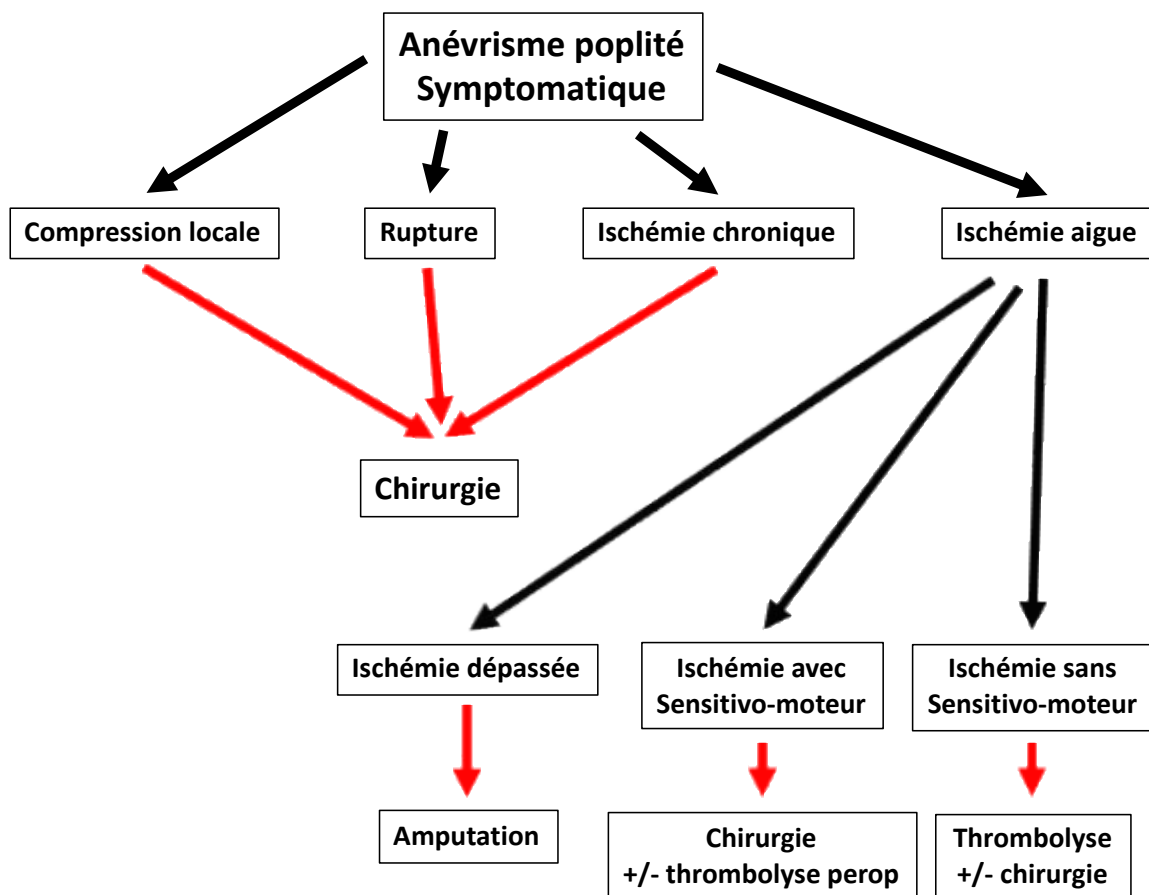 Anévrisme poplité
Symptomatique
Compression locale
Rupture
Ischémie chronique
Ischémie aigue
Chirurgie
Ischémie dépassée
Ischémie avec
Sensitivo-moteur
Ischémie sans
Sensitivo-moteur
Amputation
Chirurgie
+/- thrombolyse perop
Thrombolyse
+/- chirurgie